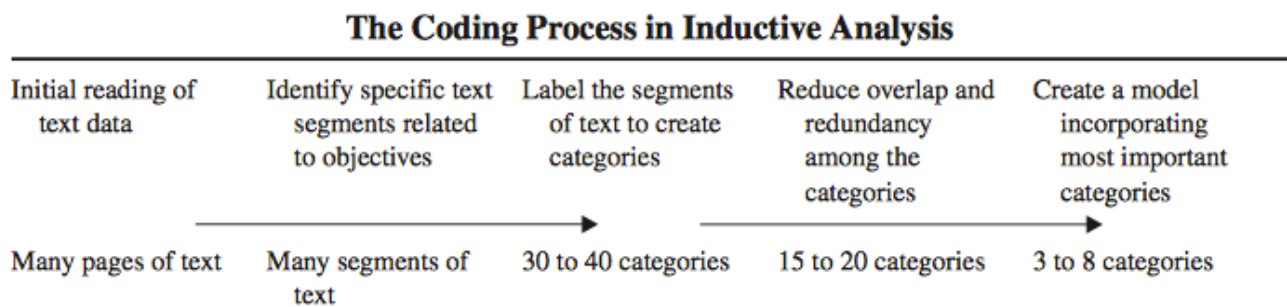 The Coding Process in Inductive Analysis
Initial reading of text data
Identify specific text segments related to objectives
Label the segments of text to create categories
Reduce overlap and redundancy among the categories
Create a model incorporating most important categories
Many pages of text
Many segments of text
30 to 40 categories
15 to 20 categories
3 to 8 categories